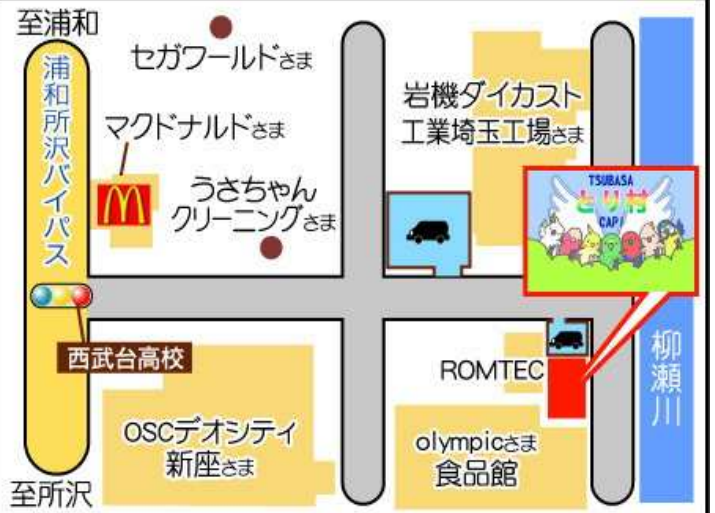 至浦和
浦和所沢バイパス
セガワールドさま
マクドナルドさま
うさちゃん
クリーニングさま
岩機ダイカスト
工業埼玉工場さま
TSUBASA
とり村
CAP!
西武台高校
ROMTEC
柳瀬川
OSCデオシティ
新座さま
olympicさま
食品館
至所沢